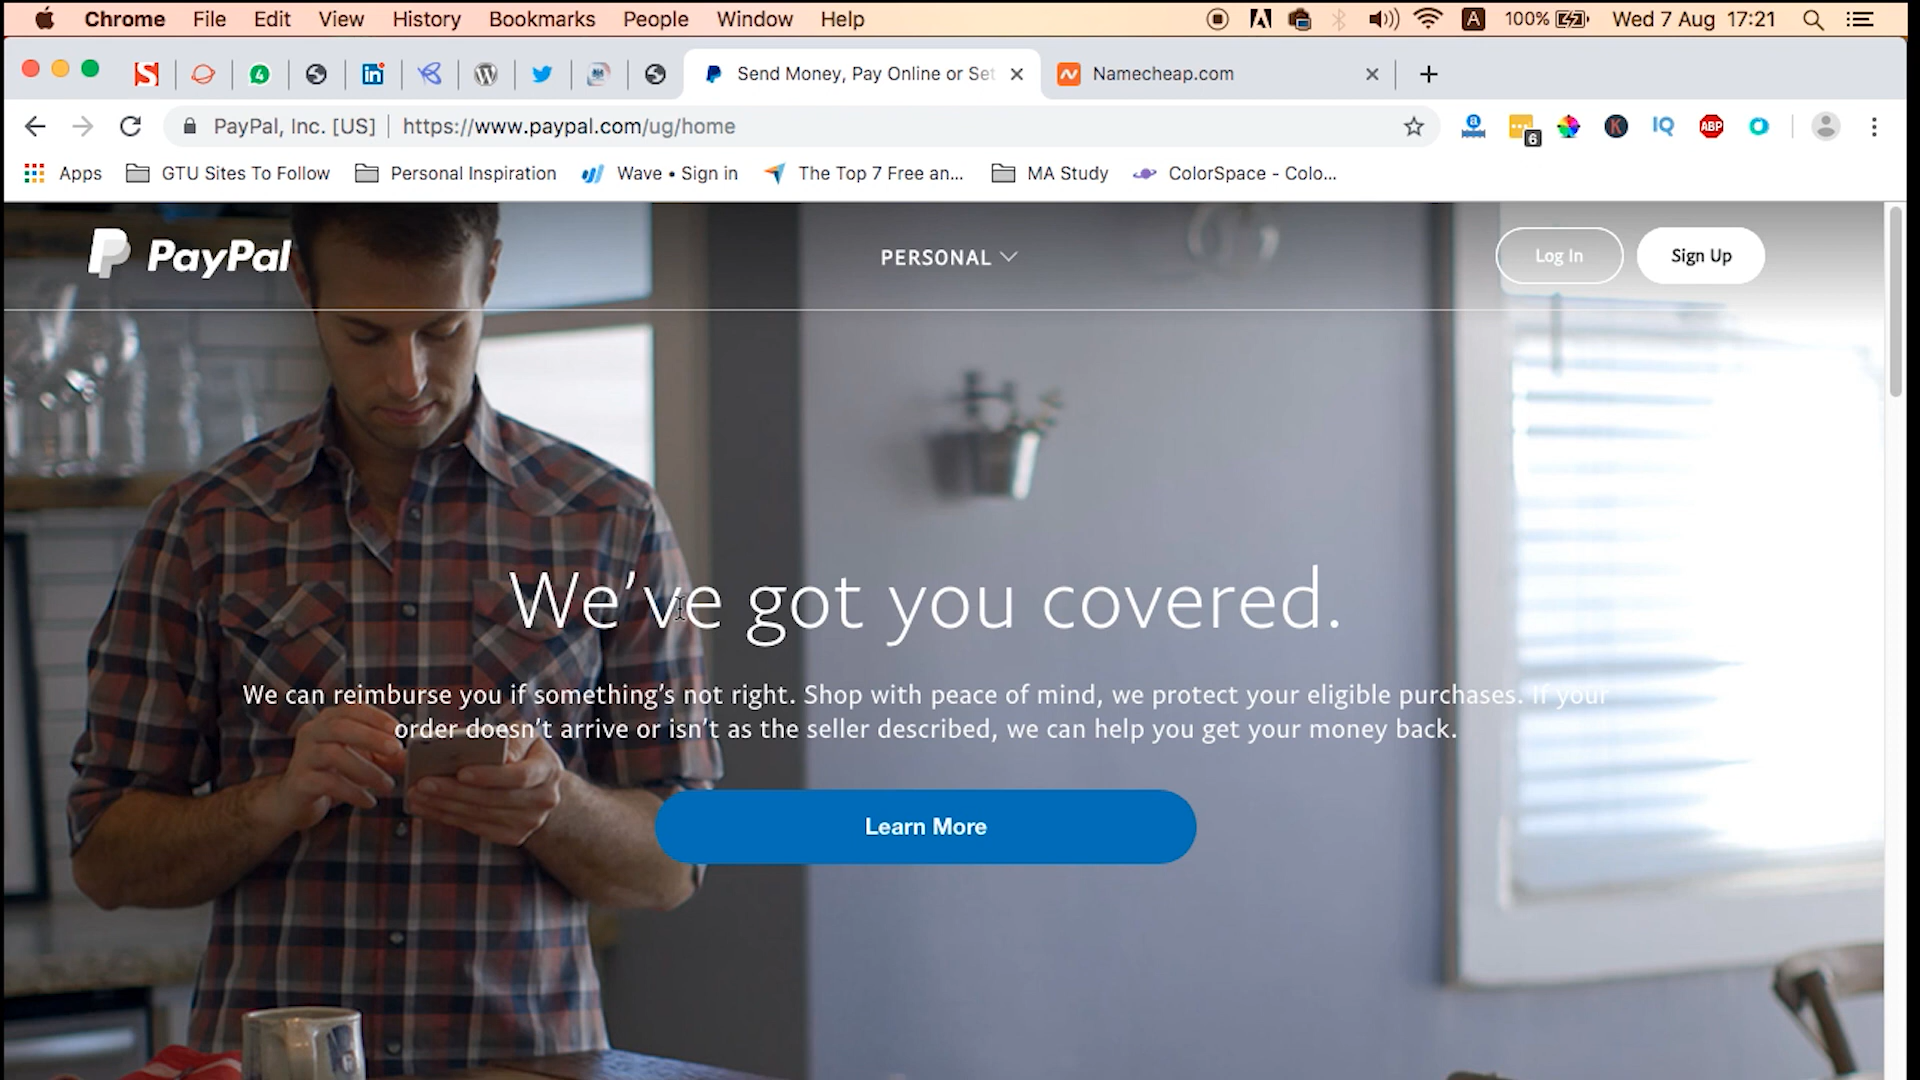 Chrome File Edit View History Bookmarks People Window Help 100% Wed 7 Aug 17:21
Send Money, Pay Online or Set Namecheap.com
PayPal, Inc. [US] https://www.paypal.com/ug/home
Apps GTU Sites To Follow Personal Inspiration Wave • Sign in The Top 7 Free an... MA Study ColorSpace - Colo...
PayPal PERSONAL Log In Sign Up
We've got you covered.
We can reimburse you if something's not right. Shop with peace of mind, we protect your eligible purchases. If your
order doesn't arrive or isn't as the seller described, we can help you get your money back.
Learn More